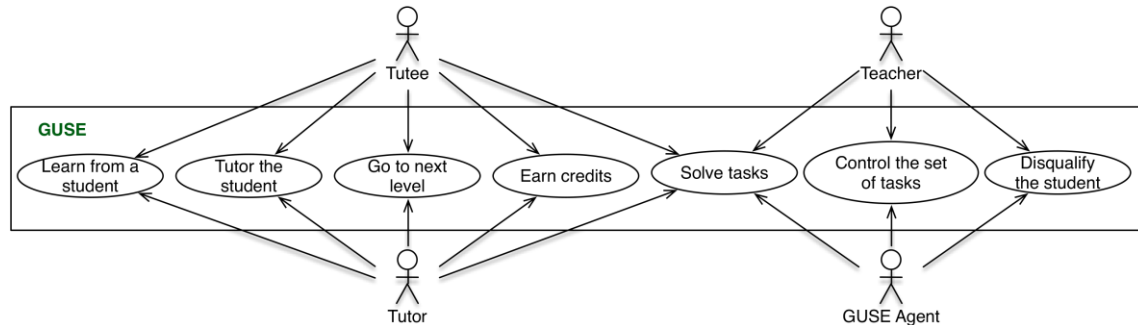 Tutee
Teacher
GUSE
Learn from a
student
Tutor the
student
Go to next
level
Earn credits
Solve tasks
Control the set
of tasks
Disqualify
the student
Tutor
GUSE Agent